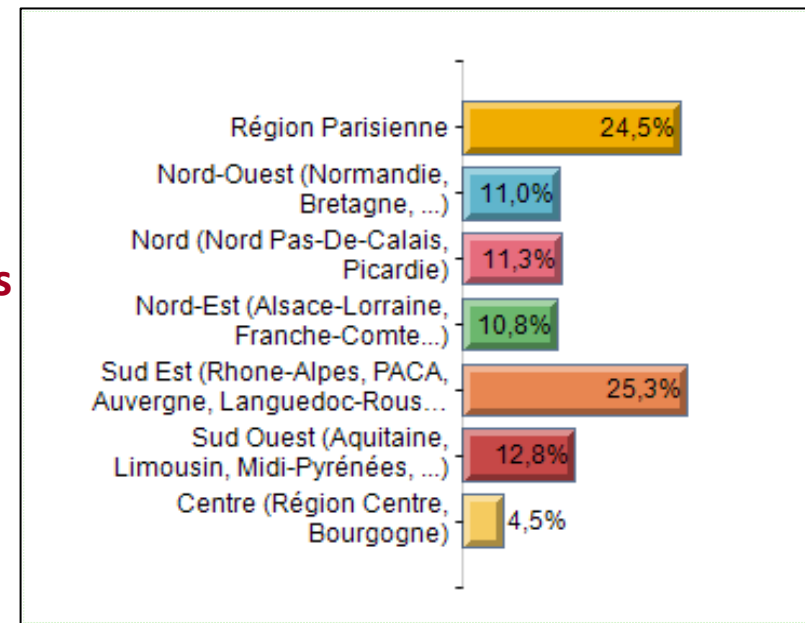 Région Parisienne
24,5%
Nord-Ouest (Normandie,
Bretagne, ...)
11,0%
Nord (Nord Pas-De-Calais,
Picardie)
11,3%
s
Nord-Est (Alsace-Lorraine,
Franche-Comte...)
10,8%
Sud Est (Rhone-Alpes, PACA,
Auvergne, Languedoc-Rous...
25,3%
Sud Ouest (Aquitaine,
Limousin, Midi-Pyrénées, ...)
12,8%
Centre (Région Centre,
Bourgogne)
4,5%